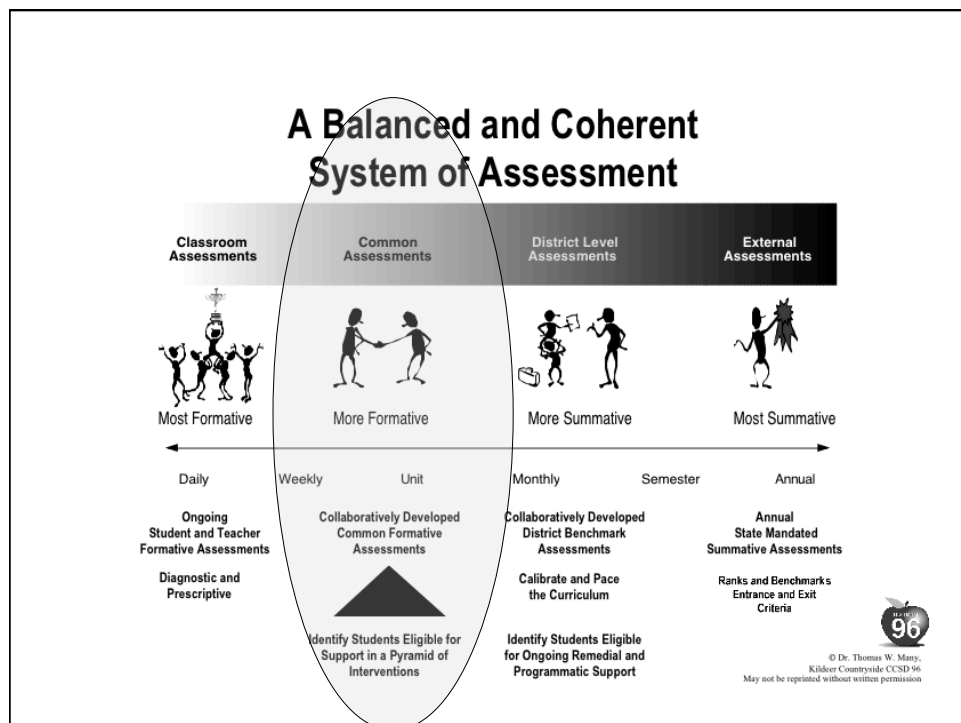 A Balanced and Coherent
System of Assessment
Classroom
Assessments
Common
Assessments
District Level
Assessments
External
Assessments
Most Formative
More Formative
More Summative
Most Summative
Daily
Weekly
Unit
Monthly
Semester
Annual
Ongoing
Student and Teacher
Formative Assessments
Diagnostic and
Prescriptive
Collaboratively Developed
Common Formative
Assessments
Identify Students Eligible for
Support in a Pyramid of
Interventions
Collaboratively Developed
District Benchmark
Assessments
Calibrate and Pace
the Curriculum
Identify Students Eligible
for Ongoing Remedial and
Programmatic Support
Annual
State Mandated
Summative Assessments
Ranks and Benchmarks
Entrance and Exit
Criteria
96
© Dr. Thomas W. Many,
Kildeer Countryside CCSD 96
May not be reprinted without written permission